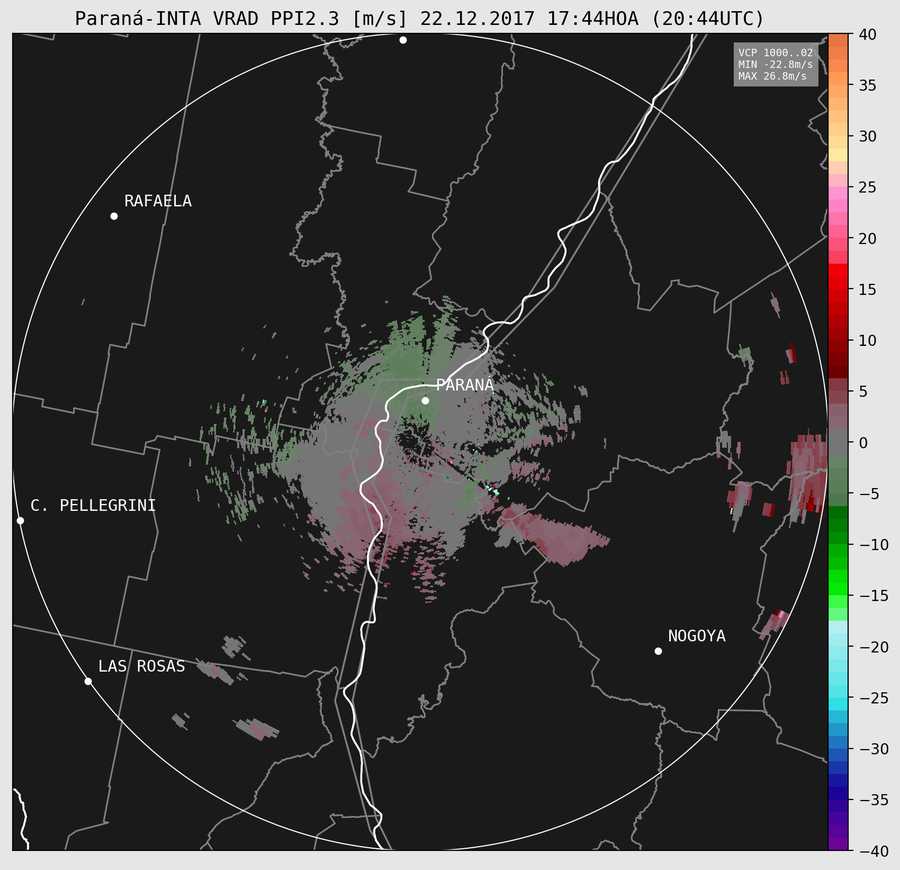 Paraná-INTA VRAD PPI2.3 [m/s] 22.12.2017 17:44HOA (20:44UTC)
VCP 1000..02
MIN -22.8m/s
MAX 26.8m/s
40
35
30
25
20
15
10
5
0
−5
−10
−15
−20
−25
−30
−35
−40
RAFAELA
PARANÁ
C. PELLEGRINI
NOGOYA
LAS ROSAS